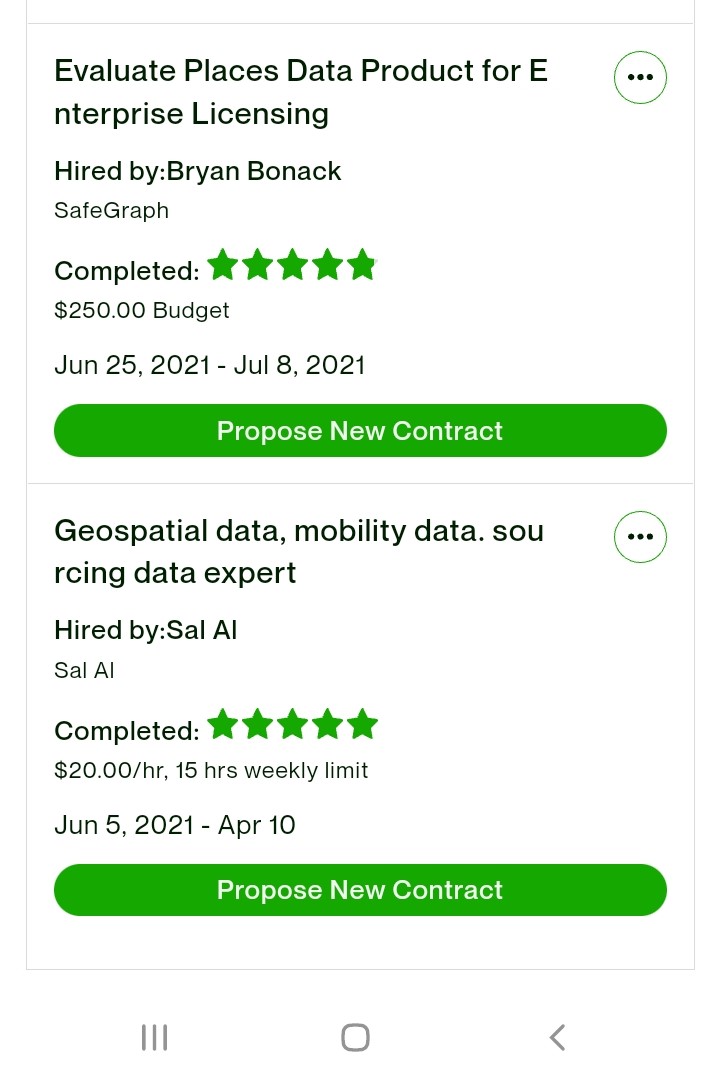 Evaluate Places Data Product for E
nterprise Licensing
Hired by:Bryan Bonack
SafeGraph
Completed:
$250.00 Budget
Jun 25, 2021 - Jul 8, 2021
Propose New Contract
Geospatial data, mobility data. sou
rcing data expert
Hired by:Sal Al
Sal Al
Completed:
$20.00/hr, 15 hrs weekly limit
Jun 5, 2021 - Apr 10
Propose New Contract